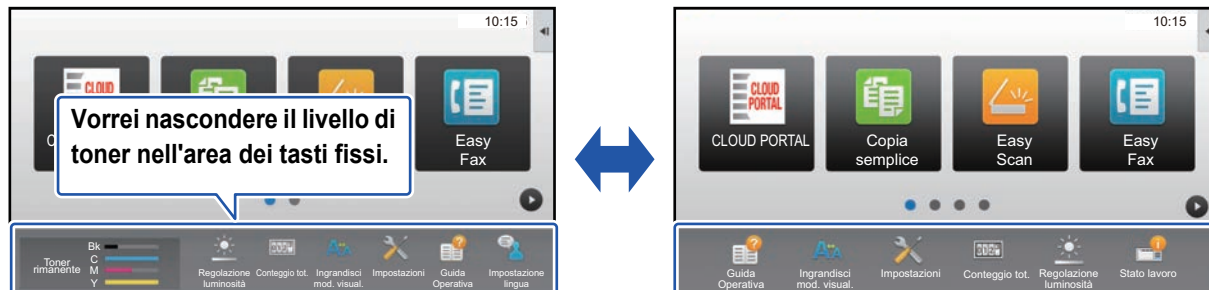 10:15
CLOUD
Vorrei nascondere il livello di
toner nell'area dei tasti fissi.
Easy
Fax
Toner
rimanente
Bk
C
M
Y
Regolazione
luminosità
Conteggio tot.
Ingrandisci
mod. visual.
Impostazioni
Guida
Operativa
Impostazione
lingua
10:15
CLOUD
PORTAL
CLOUD PORTAL
Copia
semplice
Easy
Scan
Easy
Fax
Guida
Operativa
Ingrandisci
mod. visual.
Impostazioni
Conteggio tot.
Regolazione
luminosità
Stato lavoro